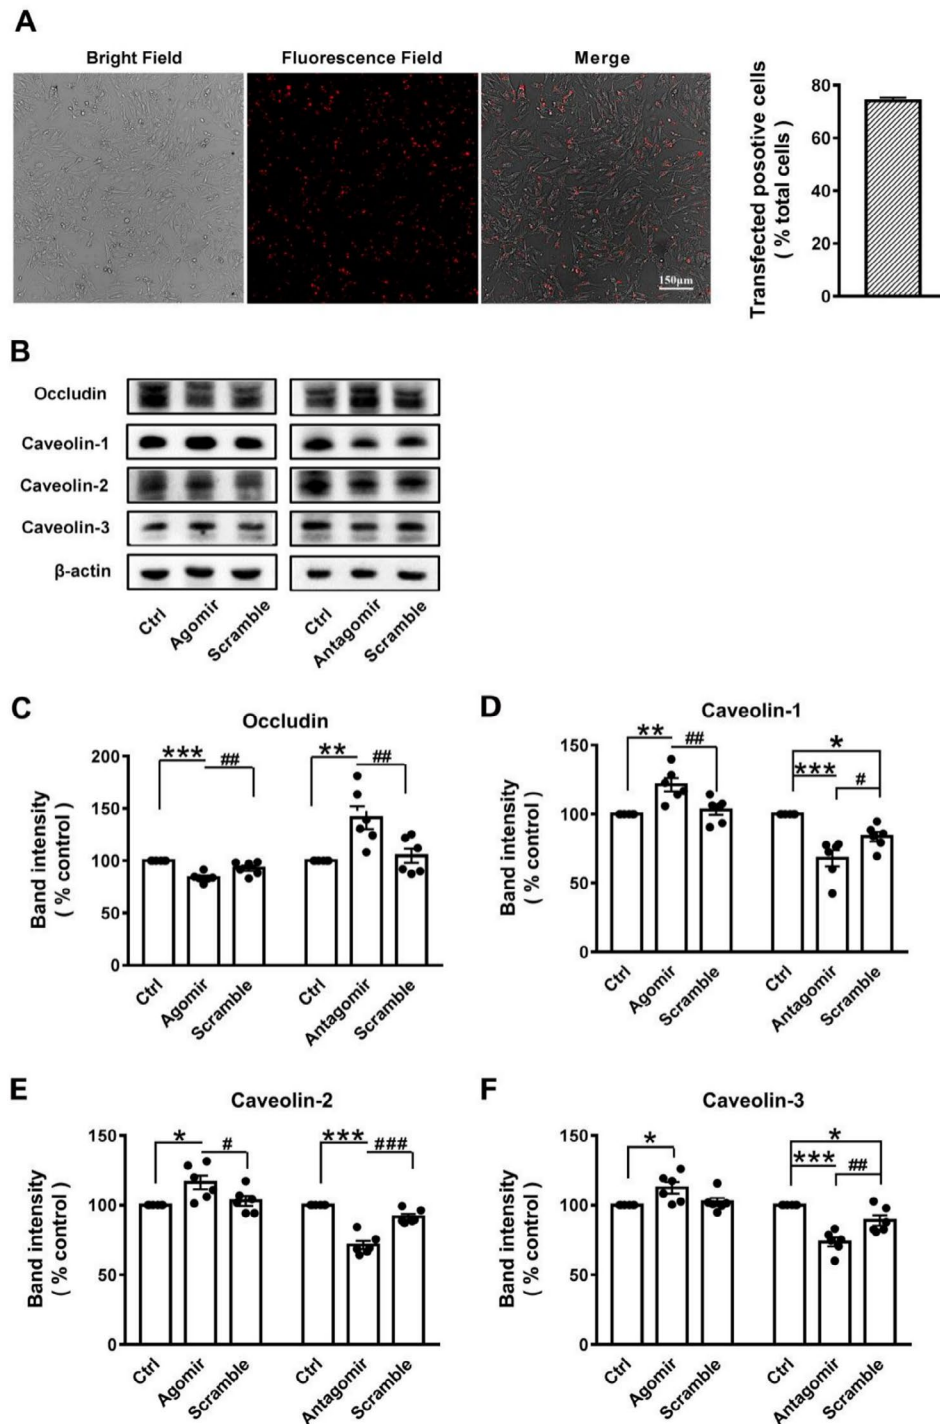 A
Bright Field
Fluorescence Field
Merge
150μm
Transfected posotive cells
( % total cells)
80
60
40
20
0
B
Occludin
Caveolin-1
Caveolin-2
Caveolin-3
β-actin
Ctrl
Agomir
Scramble
Ctrl
Antagomir
Scramble
C
Occludin
Band intensity
( % control )
200
150
100
50
0
***
##
**
##
Ctrl
Agomir
Scramble
Ctrl
Antagomir
Scramble
D
Caveolin-1
Band intensity
( % control )
150
100
50
0
**
##
*
***
#
Ctrl
Agomir
Scramble
Ctrl
Antagomir
Scramble
E
Caveolin-2
Band intensity
( % control )
150
100
50
0
*
#
***
###
Ctrl
Agomir
Scramble
Ctrl
Antagomir
Scramble
F
Caveolin-3
Band intensity
( % control )
150
100
50
0
*
*
***
##
Ctrl
Agomir
Scramble
Ctrl
Antagomir
Scramble